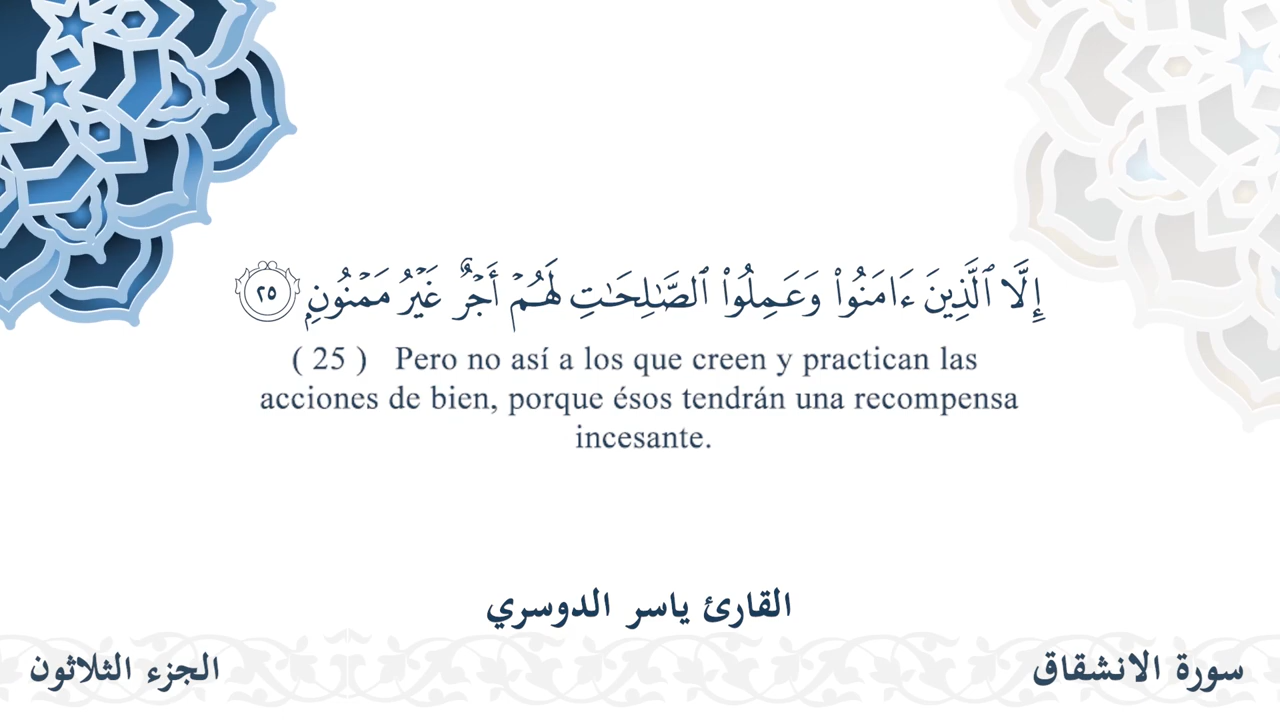 إِلَّا ٱلَّذِينَ ءَامَنُوا۟ وَعَمِلُوا۟ ٱلصَّـٰلِحَـٰتِ لَهُمۡ أَجۡرٌ غَيۡرُ مَمۡنُونِۭ ٢٥
( 25 ) Pero no así a los que creen y practican las
acciones de bien, porque ésos tendrán una recompensa
incesante.
القارئ ياسر الدوسري
سورة الانشقاق
الجزء الثلاثون